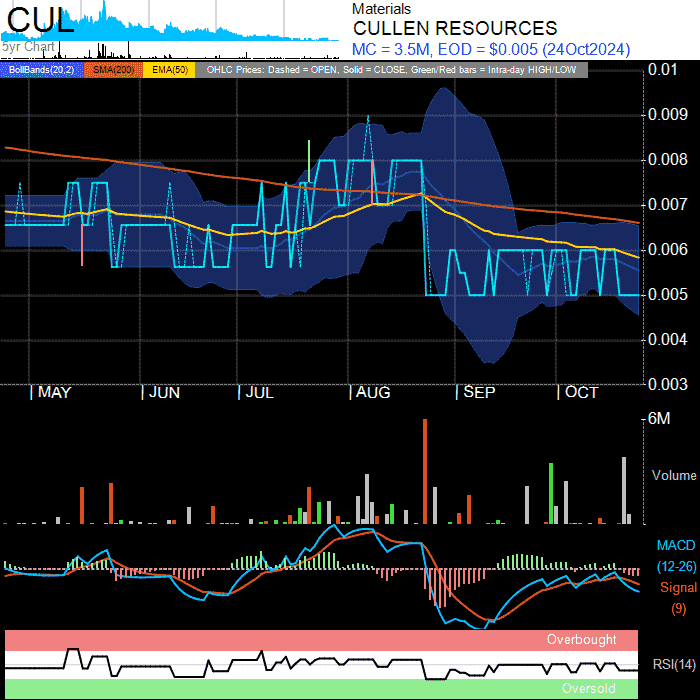 CUL
Materials
CULLEN RESOURCES
MC = 3.5M, EOD = $0.005 (24Oct2024)
5yr Chart
BollBands(20,2) SMA(200) EMA(50) OHLC Prices: Dashed = OPEN, Solid = CLOSE, Green/Red bars = Intra-day HIGH/LOW
0.01
0.009
0.008
0.007
0.006
0.005
0.004
0.003
| MAY | JUN | JUL | AUG | SEP | OCT
6M
Volume
MACD
(12-26)
Signal
(9)
Overbought
RSI(14)
Oversold